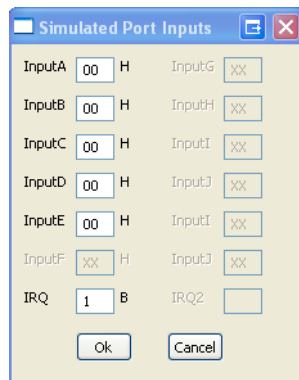 Simulated Port Inputs
InputA 00 H InputG XX
InputB 00 H InputH XX
InputC 00 H InputI XX
InputD 00 H InputJ XX
InputE 00 H InputI XX
InputF XX H InputJ XX
IRQ 1 B IRQ2
Ok Cancel